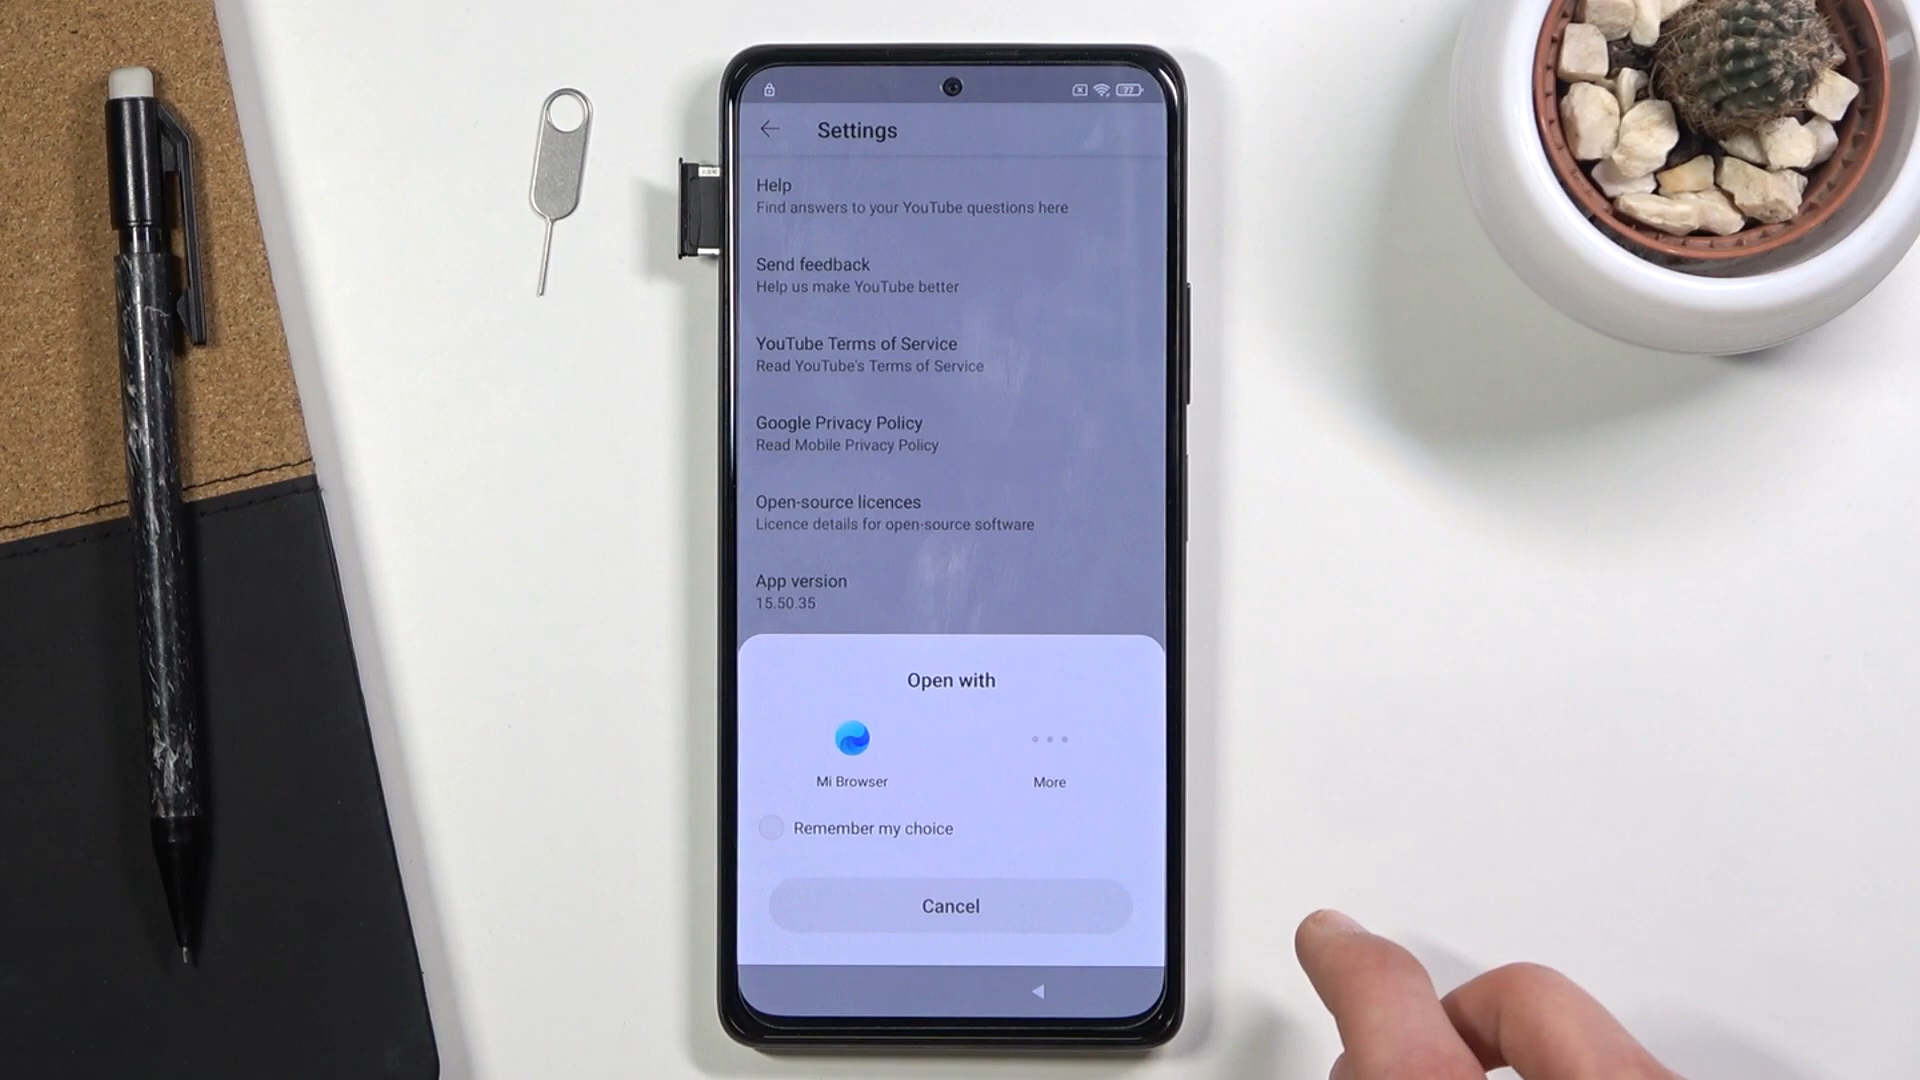 77
Settings
Help
Find answers to your YouTube questions here
Send feedback
Help us make YouTube better
YouTube Terms of Service
Read YouTube's Terms of Service
Google Privacy Policy
Read Mobile Privacy Policy
Open-source licences
Licence details for open-source software
App version
15.50.35
Open with
Mi Browser
More
Remember my choice
Cancel